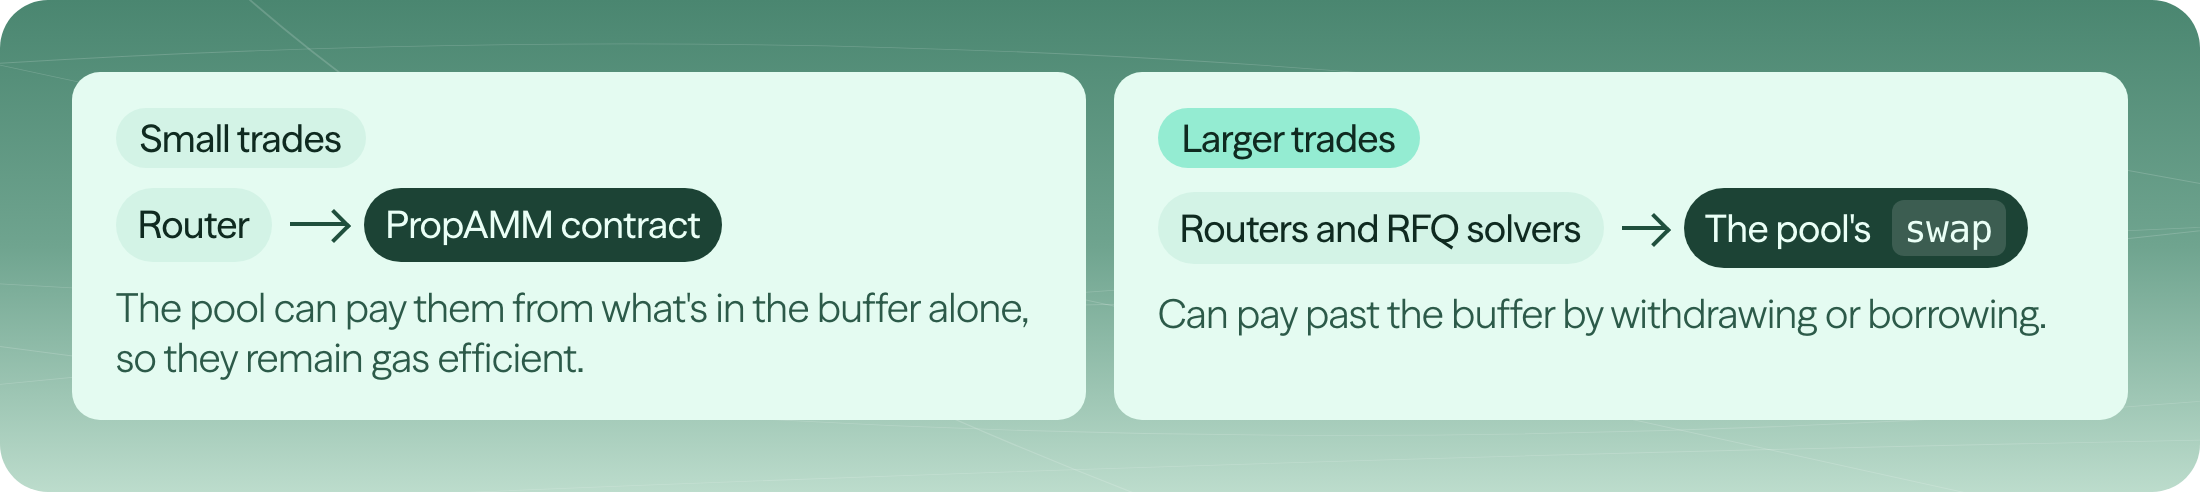 Small trades
Router → PropAMM contract
The pool can pay them from what's in the buffer alone,
so they remain gas efficient.
Larger trades
Routers and RFQ solvers → The pool's swap
Can pay past the buffer by withdrawing or borrowing.